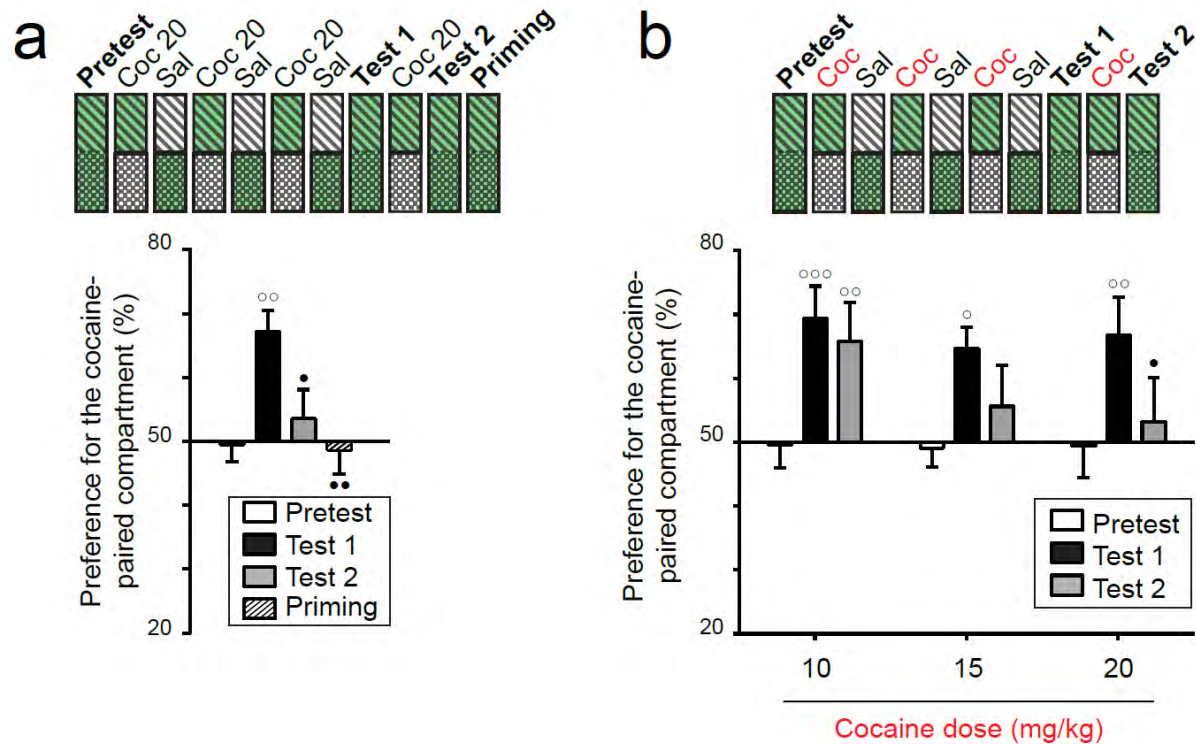 a
Pretest
Coc 20
Sal
Coc 20
Sal
Coc 20
Sal
Test 1
Coc 20
Test 2
Priming
Preference for the cocaine-
paired compartment (%)
80
50
20
Pretest
Test 1
Test 2
Priming
b
Pretest
Coc
Sal
Coc
Sal
Coc
Sal
Test 1
Coc
Test 2
Preference for the cocaine-
paired compartment (%)
80
50
20
Pretest
Test 1
Test 2
10 15 20
Cocaine dose (mg/kg)